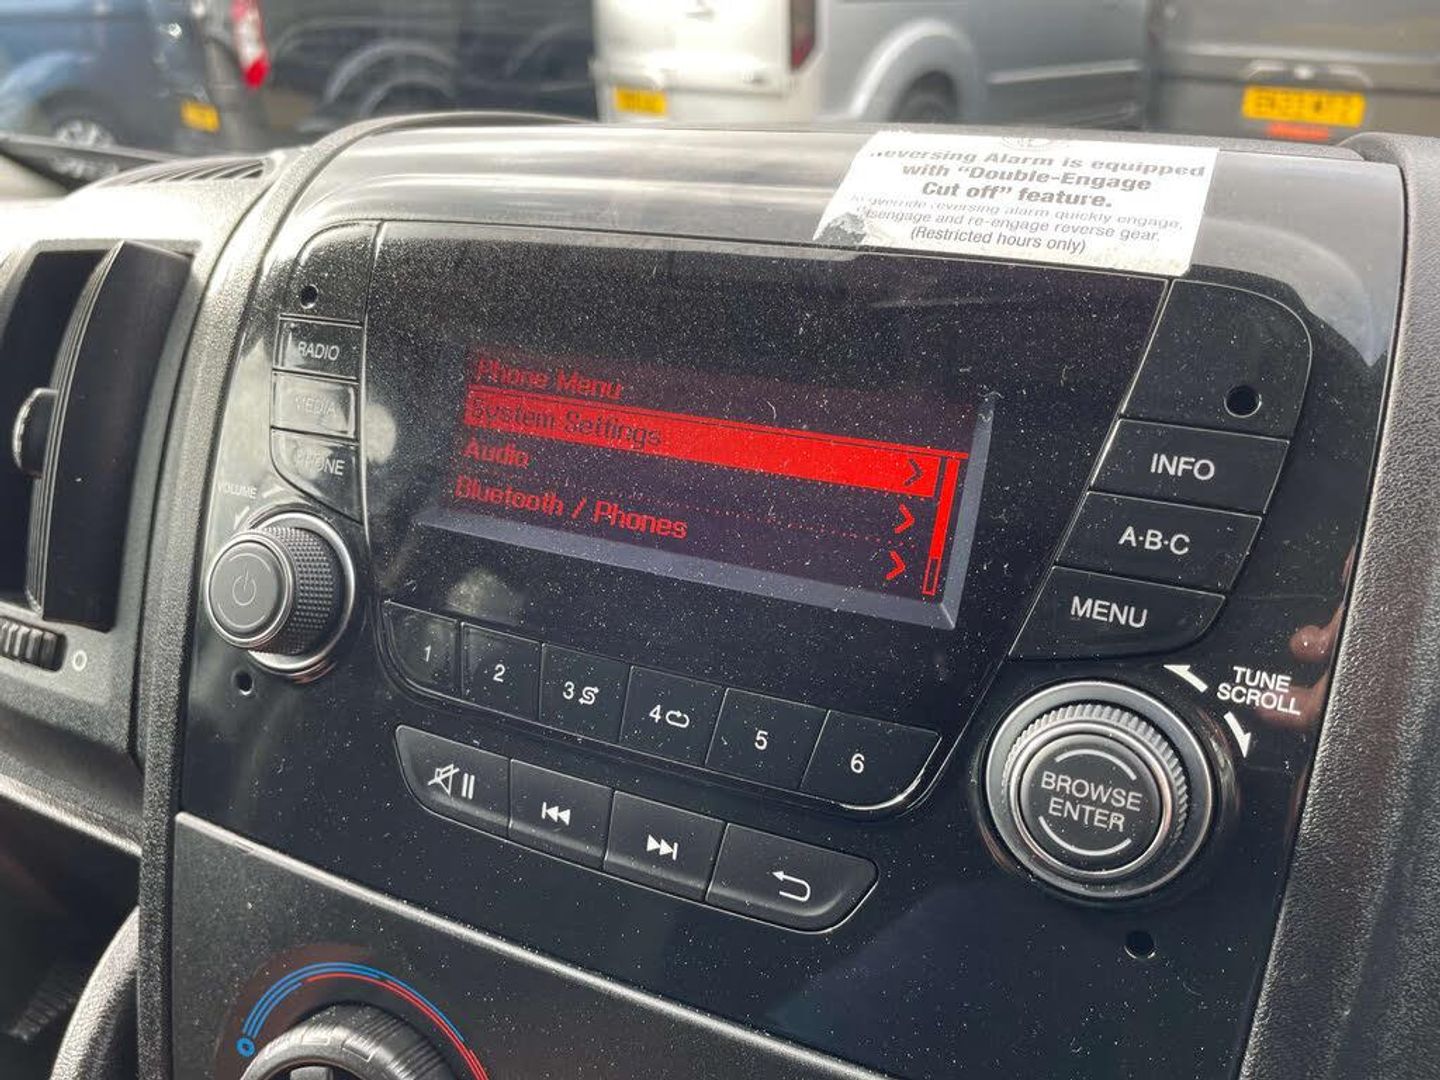 Reversing Alarm is equipped
with "Double-Engage
Cut off" feature.
To override reversing alarm quickly engage,
disengage and re-engage reverse gear.
(Restricted hours only)
RADIO
MEDIA
PHONE
VOLUME
Phone Menu
System Settings
Audio
Bluetooth / Phones
INFO
A·B·C
MENU
TUNE
SCROLL
BROWSE
ENTER
1
2
3
4
5
6
O